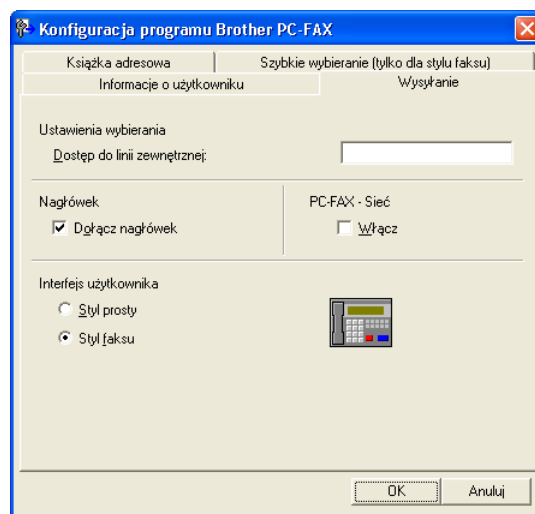 Konfiguracja programu Brother PC-FAX
Książka adresowa
Szybkie wybieranie (tylko dla stylu faksu)
Informacje o użytkowniku
Wysyłanie
Ustawienia wybierania
Dostęp do linii zewnętrznej:
Nagłówek
PC-FAX - Sieć
Dołącz nagłówek
Włącz
Interfejs użytkownika
Styl prosty
Styl faksu
OK
Anuluj